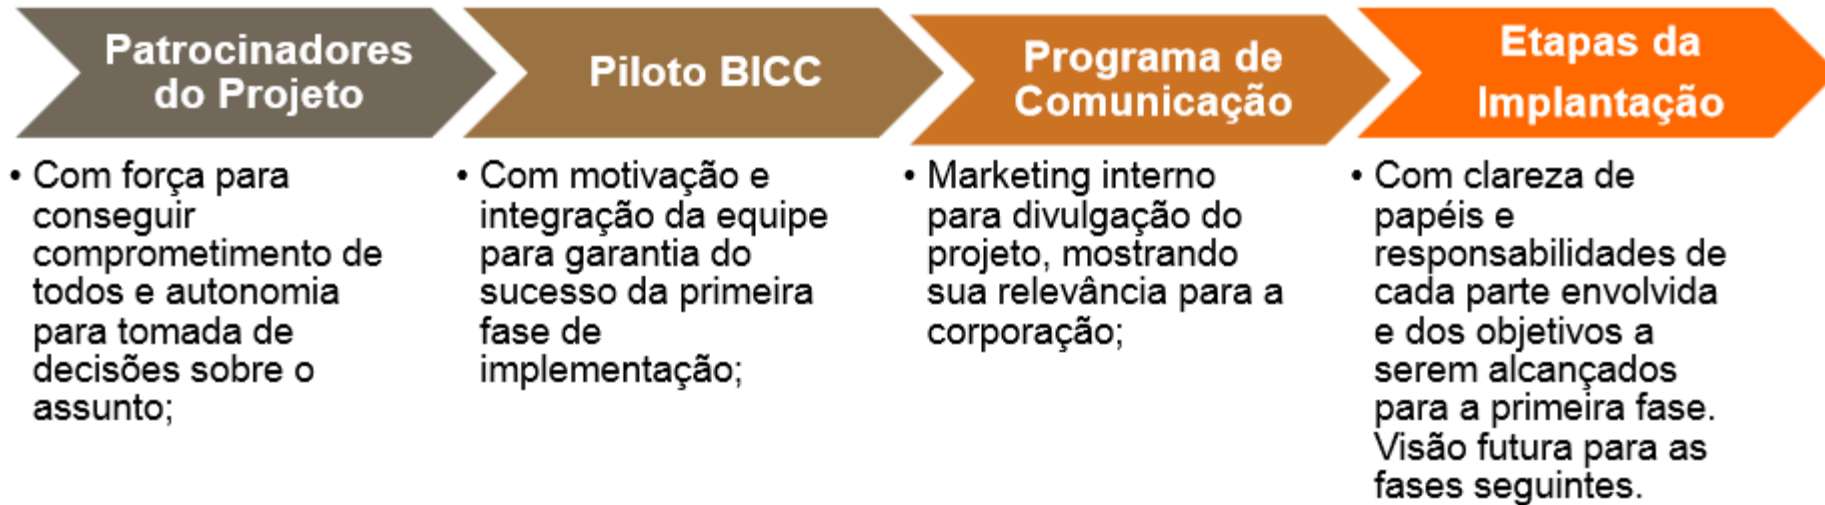 Patrocinadores
do Projeto
• Com força para
conseguir
comprometimento de
todos e autonomia
para tomada de
decisões sobre o
assunto;
Piloto BICC
• Com motivação e
integração da equipe
para garantia do
sucesso da primeira
fase de
implementação;
Programa de
Comunicação
• Marketing interno
para divulgação do
projeto, mostrando
sua relevância para a
corporação;
Etapas da
Implantação
• Com clareza de
papéis e
responsabilidades de
cada parte envolvida
e dos objetivos a
serem alcançados
para a primeira fase.
Visão futura para as
fases seguintes.